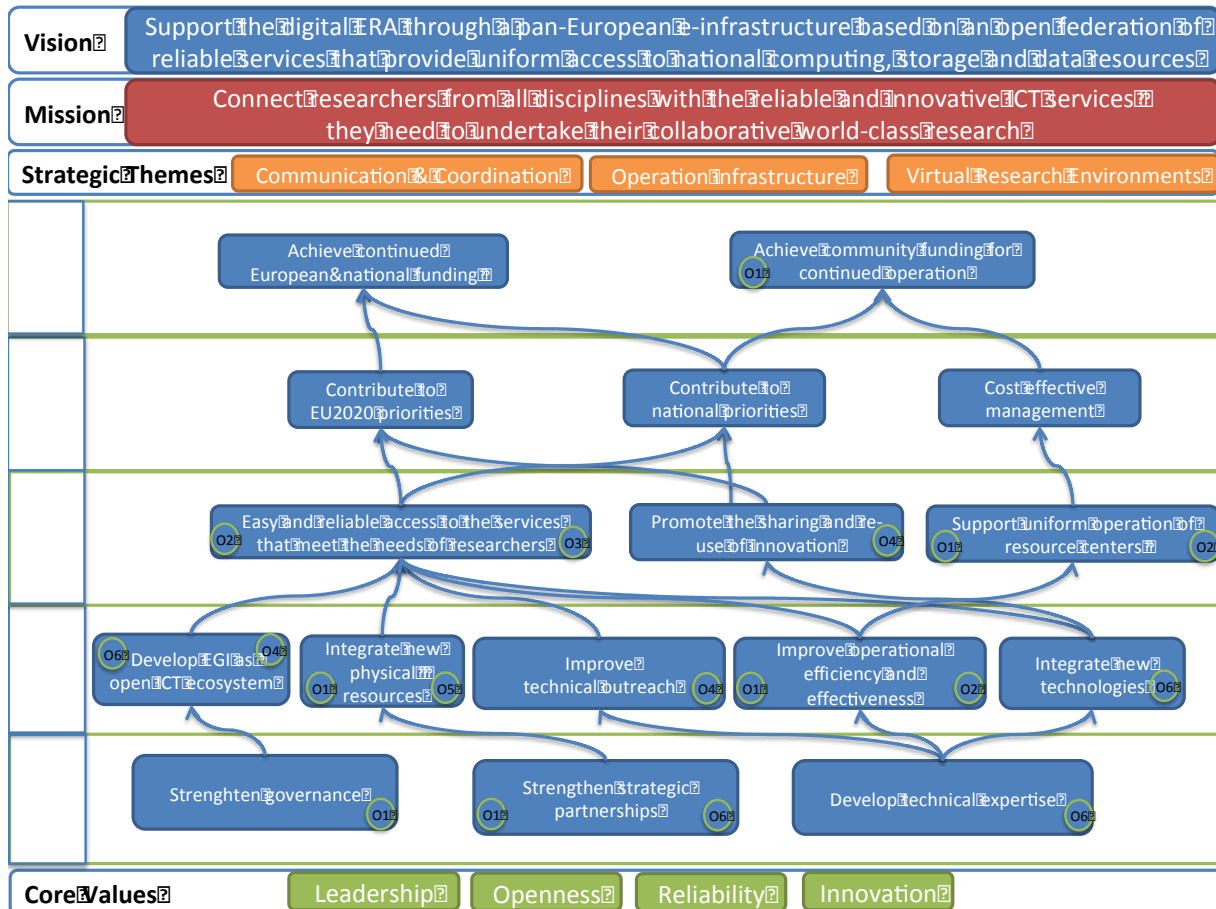 Vision
Support the digital ERA through a pan-European e-infrastructure based on an open federation of
reliable services that provide uniform access to national computing, storage and data resources
Mission
Connect researchers from all disciplines with the reliable and innovative ICT services
they need to undertake their collaborative world-class research
Strategic Themes
Communication & Coordination
Operation Infrastructure
Virtual Research Environments
Achieve continued
European&national funding
Achieve community funding for
continued operation
O1
Contribute to
EU2020 priorities
Contribute to
national priorities
Cost effective
management
Easy and reliable access to the services
that meet the needs of researchers
O2
O3
Promote the sharing and re-
use of innovation
O4
Support uniform operation of
resource centers
O1
O2
O6
O4
Develop EGI as
open ICT ecosystem
Integrate new
physical
resources
O1
O5
Improve
technical outreach
O4
Improve operational
efficiency and
effectiveness
O1
O2
Integrate new
technologies
O6
Strenghten governance
O1
Strengthen strategic
partnerships
O1
O6
Develop technical expertise
O6
Core Values
Leadership
Openness
Reliability
Innovation